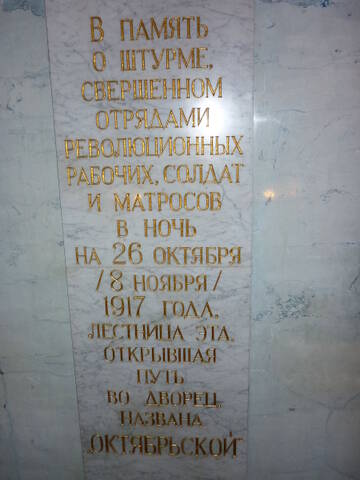 В ПАМЯТЬ
О ШТУРМЕ,
СВЕРШЕННОМ
ОТРЯДАМИ
РЕВОЛЮЦИОННЫХ
РАБОЧИХ, СОЛДАТ
И МАТРОСОВ
В НОЧЬ
НА 26 ОКТЯБРЯ
/8 НОЯБРЯ/
1917 ГОДА,
ЛЕСТНИЦА ЭТА,
ОТКРЫВШАЯ
ПУТЬ
ВО ДВОРЕЦ,
НАЗВАНА
„ОКТЯБРЬСКОЙ"